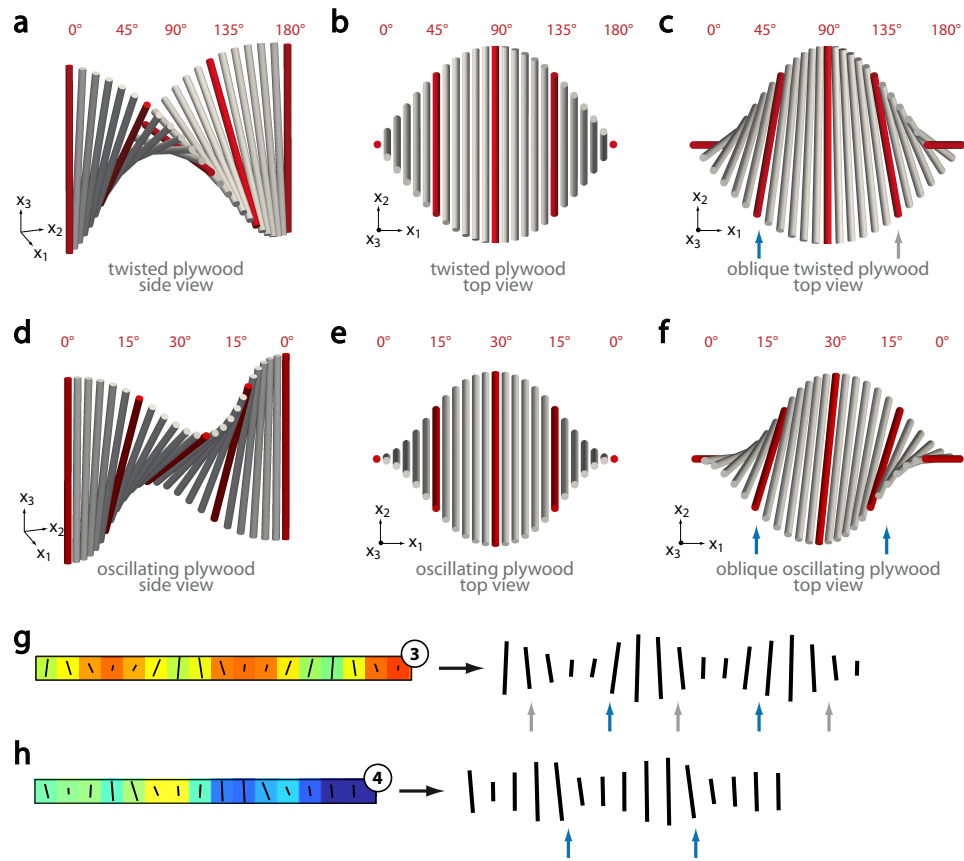 a
0° 45° 90° 135° 180°
x3
x2
x1
twisted plywood
side view
b
0° 45° 90° 135° 180°
x2
x3 x1
twisted plywood
top view
c
0° 45° 90° 135° 180°
x2
x3 x1
oblique twisted plywood
top view
d
0° 15° 30° 15° 0°
x3
x2
x1
oscillating plywood
side view
e
0° 15° 30° 15° 0°
x2
x3 x1
oscillating plywood
top view
f
0° 15° 30° 15° 0°
x2
x3 x1
oblique oscillating plywood
top view
g
3
h
4